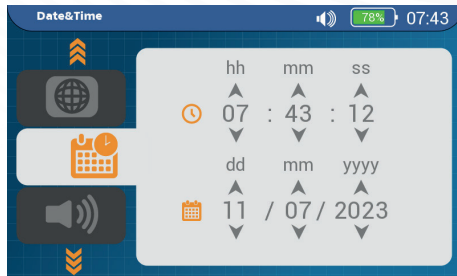 Date&Time 78% 07:43
hh mm ss
07 : 43 : 12
dd mm yyyy
11 / 07 / 2023